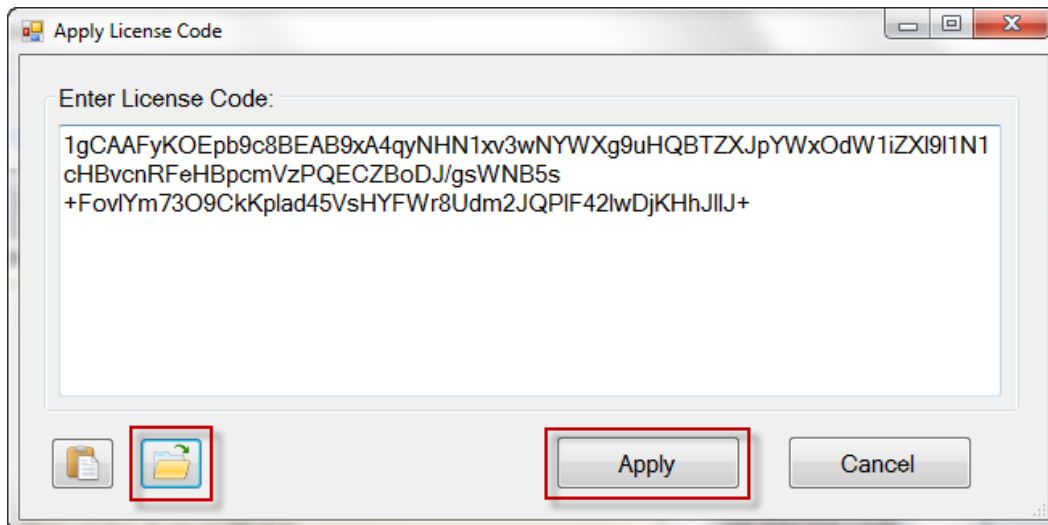 Apply License Code
Enter License Code:
1gCAAFyKOEpb9c8BEAB9xA4qyNHN1xv3wNYWXg9uHQBTZXJpYWxOdW1iZXI9I1N1
cHBvcnRFeHBpcmVzPQECZBoDJ/gsWNB5s
+FovlYm73O9CkKplad45VsHYFWr8Udm2JQPlF42lwDjKHhJllJ+
Apply
Cancel